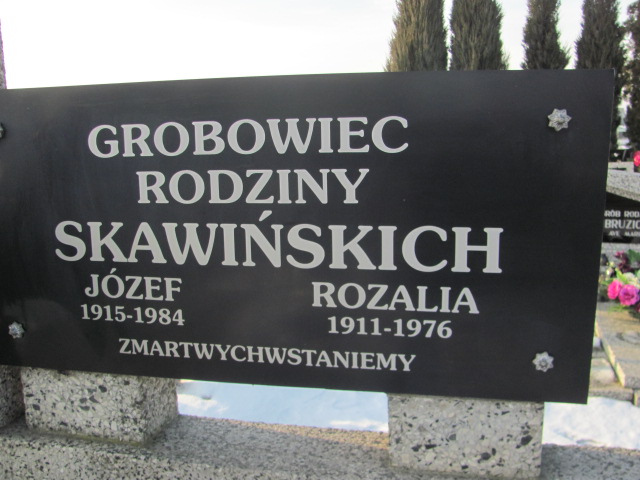 GROBOWIEC
RODZINY
SKAWIŃSKICH
JÓZEF
1915-1984
ROZALIA
1911-1976
ZMARTWYCHWSTANIEMY